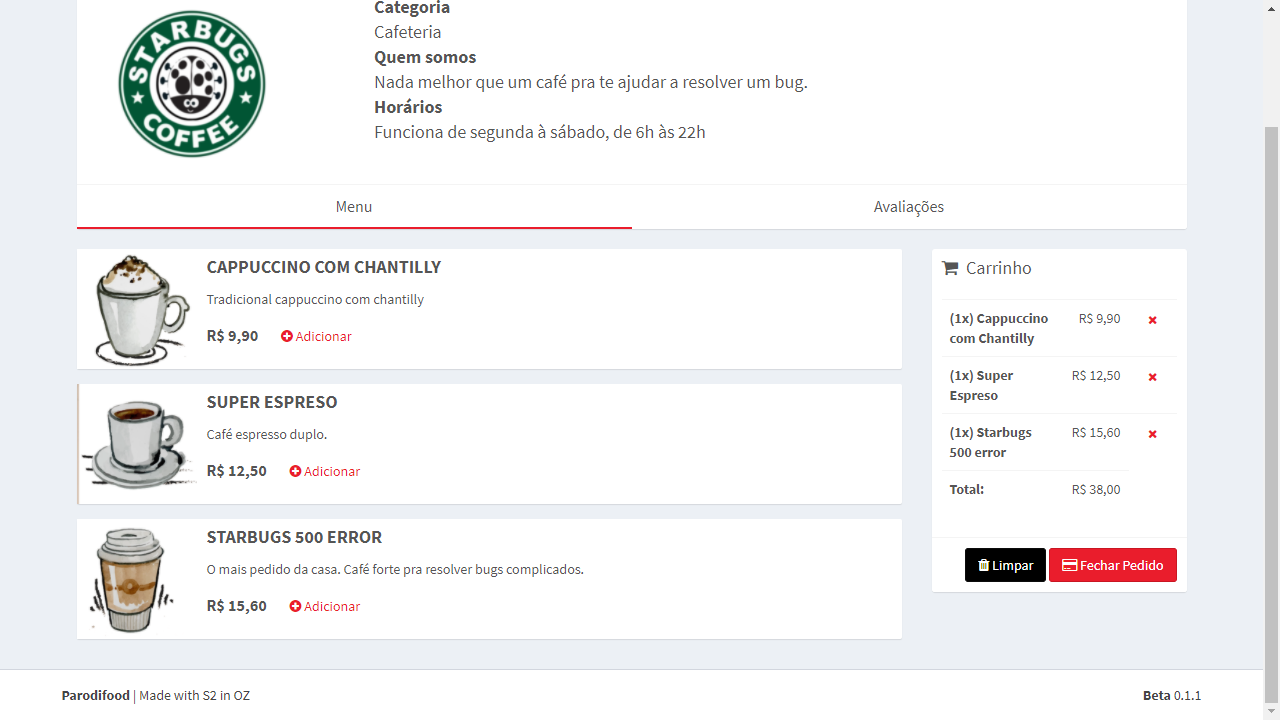 STARBUGS
COFFEE
Categoria
Cafeteria
Quem somos
Nada melhor que um café pra te ajudar a resolver um bug.
Horários
Funciona de segunda à sábado, de 6h às 22h
Menu
Avaliações
CAPPUCCINO COM CHANTILLY
Tradicional cappuccino com chantilly
R$ 9,90 Adicionar
SUPER ESPRESO
Café espresso duplo.
R$ 12,50 Adicionar
STARBUGS 500 ERROR
O mais pedido da casa. Café forte pra resolver bugs complicados.
R$ 15,60 Adicionar
Carrinho
(1x) Cappuccino R$ 9,90
com Chantilly
(1x) Super R$ 12,50
Espreso
(1x) Starbugs R$ 15,60
500 error
Total: R$ 38,00
Limpar Fechar Pedido
Parodifood | Made with S2 in OZ
Beta 0.1.1